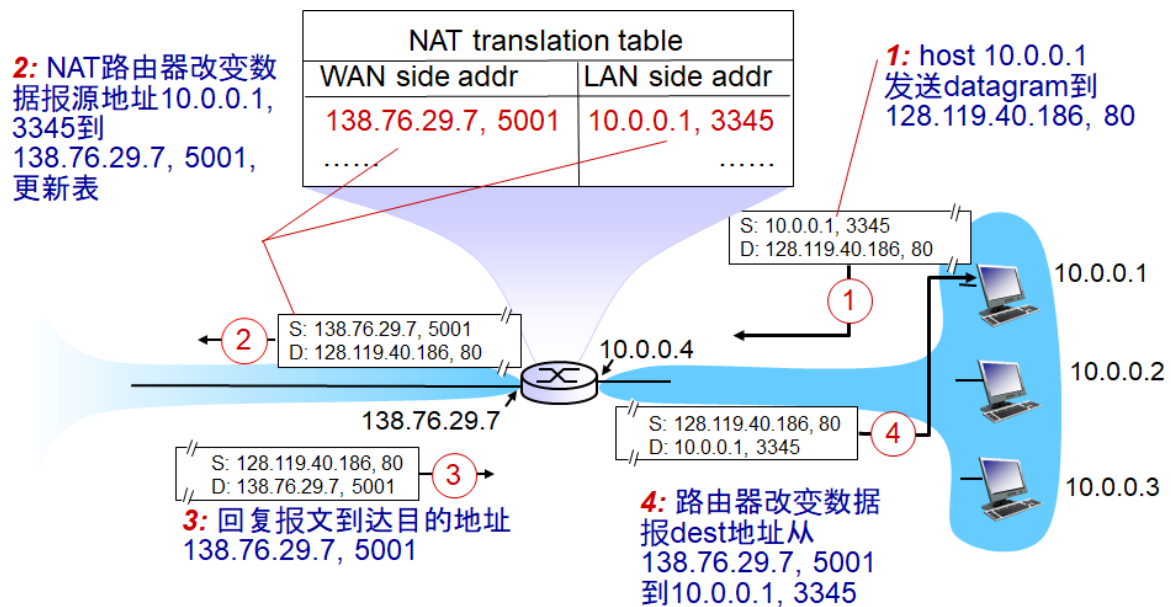 NAT translation table
WAN side addr LAN side addr
138.76.29.7, 5001 10.0.0.1, 3345
…… ……
2: NAT路由器改变数
据报源地址10.0.0.1,
3345到
138.76.29.7, 5001,
更新表
1: host 10.0.0.1
发送datagram到
128.119.40.186, 80
S: 10.0.0.1, 3345
D: 128.119.40.186, 80
1
10.0.0.1
2
S: 138.76.29.7, 5001
D: 128.119.40.186, 80
10.0.0.4
10.0.0.2
138.76.29.7
S: 128.119.40.186, 80
D: 10.0.0.1, 3345
4
S: 128.119.40.186, 80
D: 138.76.29.7, 5001
3
10.0.0.3
3: 回复报文到达目的地址
138.76.29.7, 5001
4: 路由器改变数据
报dest地址从
138.76.29.7, 5001
到10.0.0.1, 3345